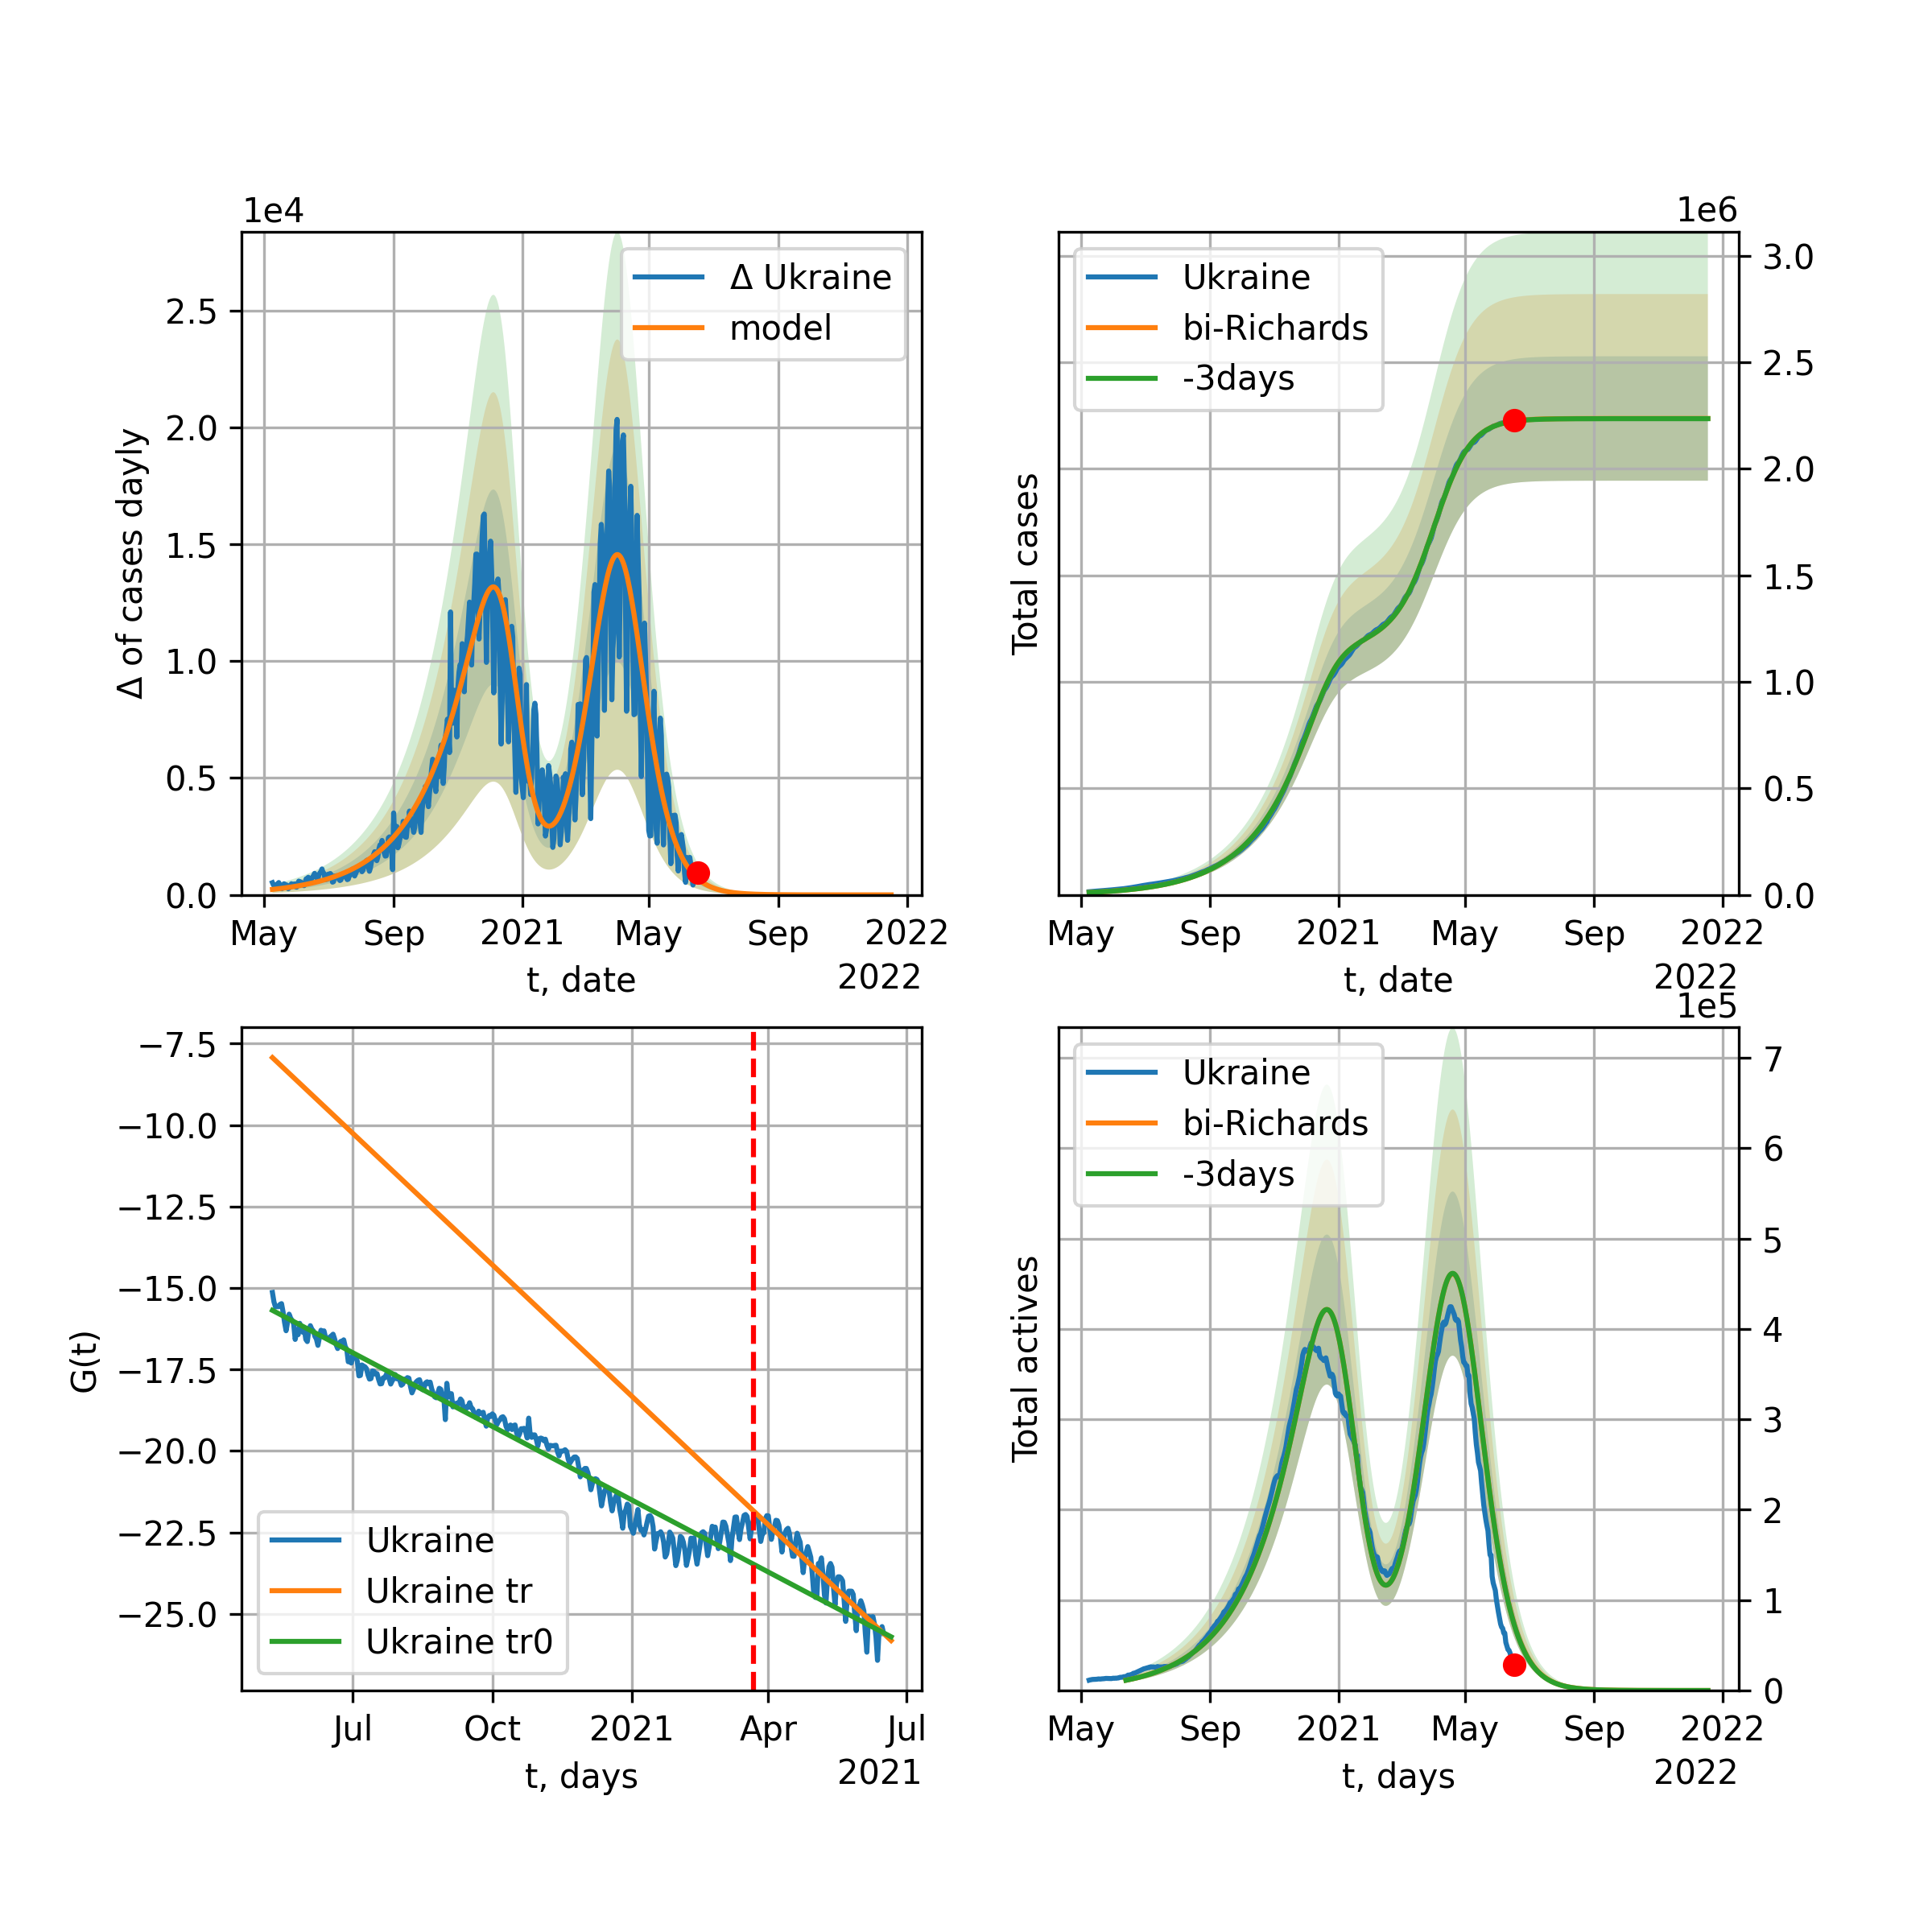 1e4
Δ of cases dayly
2.5
2.0
1.5
1.0
0.5
0.0
Δ Ukraine
model
May Sep 2021 May Sep 2022
t, date
2022
1e6
Total cases
Ukraine
bi-Richards
-3days
3.0
2.5
2.0
1.5
1.0
0.5
0.0
May Sep 2021 May Sep 2022
t, date
2022
G(t)
−7.5
−10.0
−12.5
−15.0
−17.5
−20.0
−22.5
−25.0
Ukraine
Ukraine tr
Ukraine tr0
Jul Oct 2021 Apr Jul
t, days
2021
1e5
Total actives
Ukraine
bi-Richards
-3days
7
6
5
4
3
2
1
0
May Sep 2021 May Sep 2022
t, days
2022